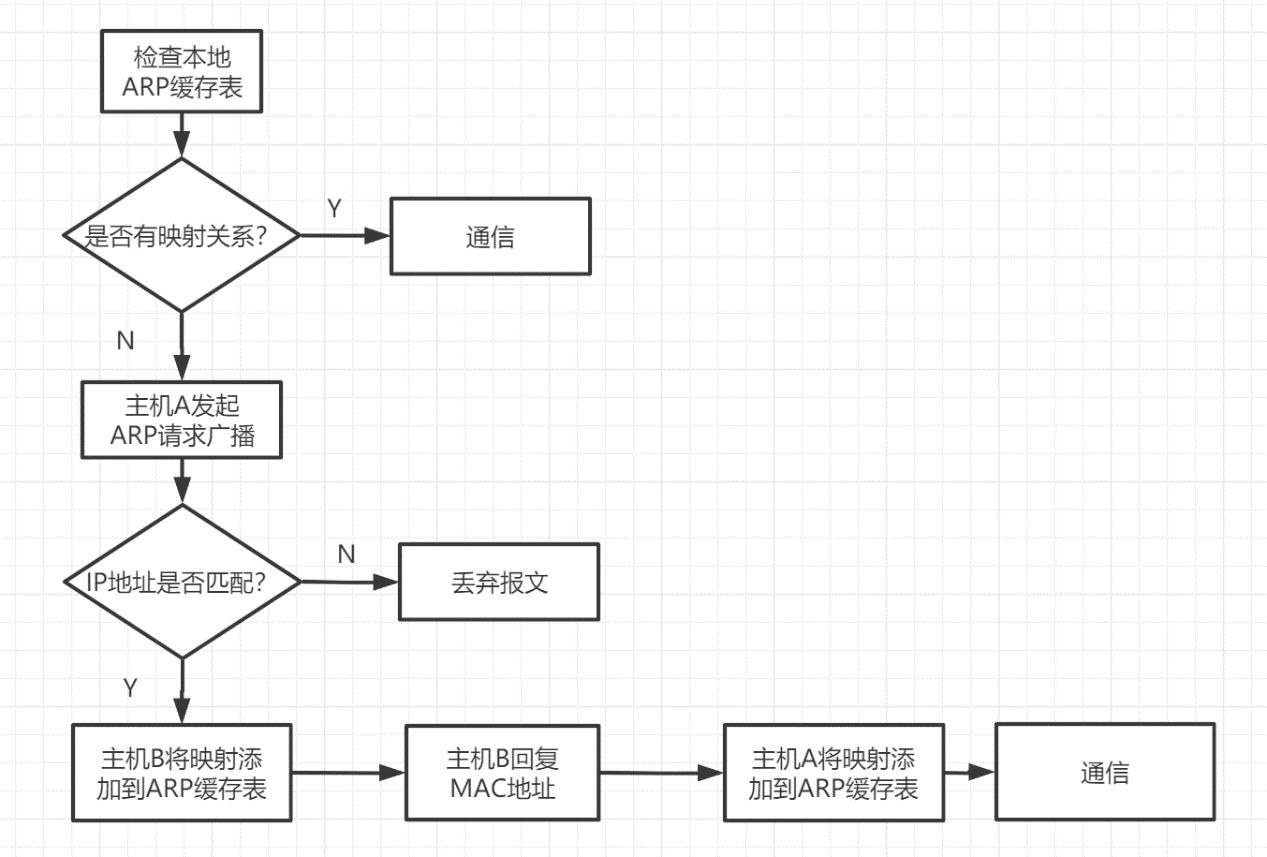 检查本地
ARP缓存表
是否有映射关系?
Y
通信
N
主机A发起
ARP请求广播
IP地址是否匹配?
N
丢弃报文
Y
主机B将映射添
加到ARP缓存表
主机B回复
MAC地址
主机A将映射添
加到ARP缓存表
通信